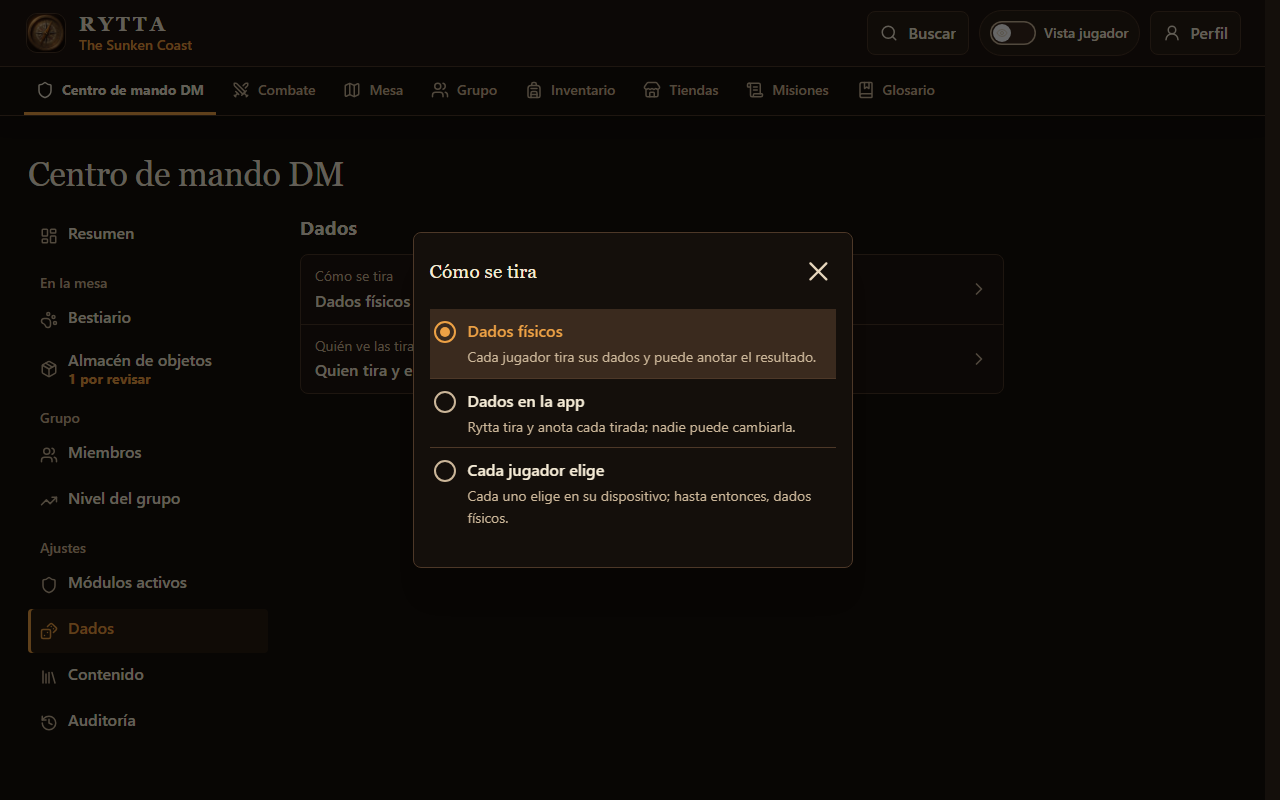 RYTTA
The Sunken Coast
Buscar
Vista jugador
Perfil
Centro de mando DM
Combate
Mesa
Grupo
Inventario
Tiendas
Misiones
Glosario
Centro de mando DM
Resumen
En la mesa
Bestiario
Almacén de objetos
1 por revisar
Grupo
Miembros
Nivel del grupo
Ajustes
Módulos activos
Dados
Contenido
Auditoría
Dados
Cómo se tira
Dados físicos
Quién ve las tira
Quien tira y e
Cómo se tira
Dados físicos
Cada jugador tira sus dados y puede anotar el resultado.
Dados en la app
Rytta tira y anota cada tirada; nadie puede cambiarla.
Cada jugador elige
Cada uno elige en su dispositivo; hasta entonces, dados
físicos.